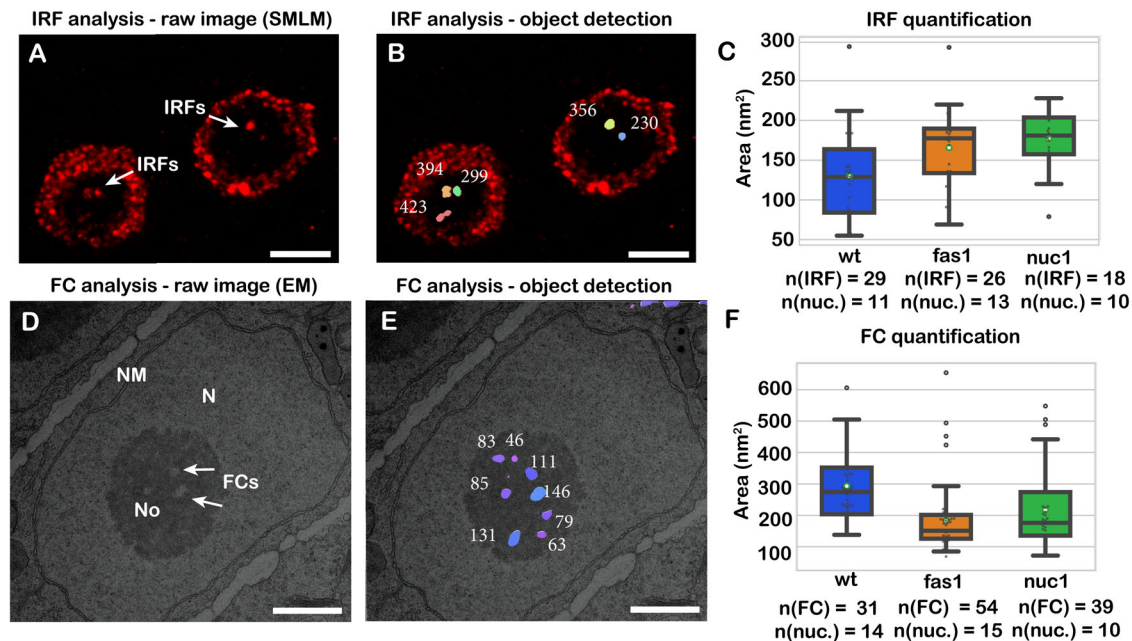 IRF analysis - raw image (SMLM)
A
IRFs
IRFs
IRF analysis - object detection
B
356
230
394
299
423
IRF quantification
C
Area (nm²)
300
250
200
150
100
50
wt
fas1
nuc1
n(IRF) = 29
n(IRF) = 26
n(IRF) = 18
n(nuc.) = 11
n(nuc.) = 13
n(nuc.) = 10
FC analysis - raw image (EM)
D
NM
N
FCs
No
FC analysis - object detection
E
83
46
111
85
146
79
131
63
F
FC quantification
Area (nm²)
600
500
400
300
200
100
wt
fas1
nuc1
n(FC) = 31
n(FC) = 54
n(FC) = 39
n(nuc.) = 14
n(nuc.) = 15
n(nuc.) = 10